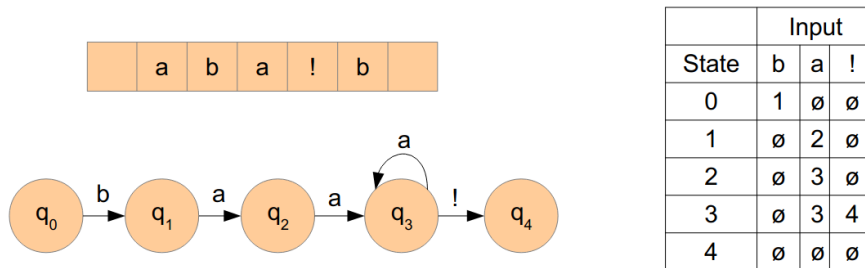 a b a ! b
a
b a a !
q0 q1 q2 q3 q4
Input
State b a !
0 1 ø ø
1 ø 2 ø
2 ø 3 ø
3 ø 3 4
4 ø ø ø